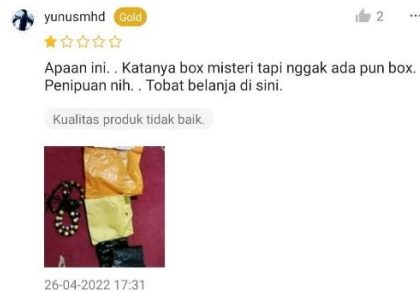 yunusmhd Gold 2
Apaan ini. . Katanya box misteri tapi nggak ada pun box.
Penipuan nih. . Tobat belanja di sini.
Kualitas produk tidak baik.
26-04-2022 17:31